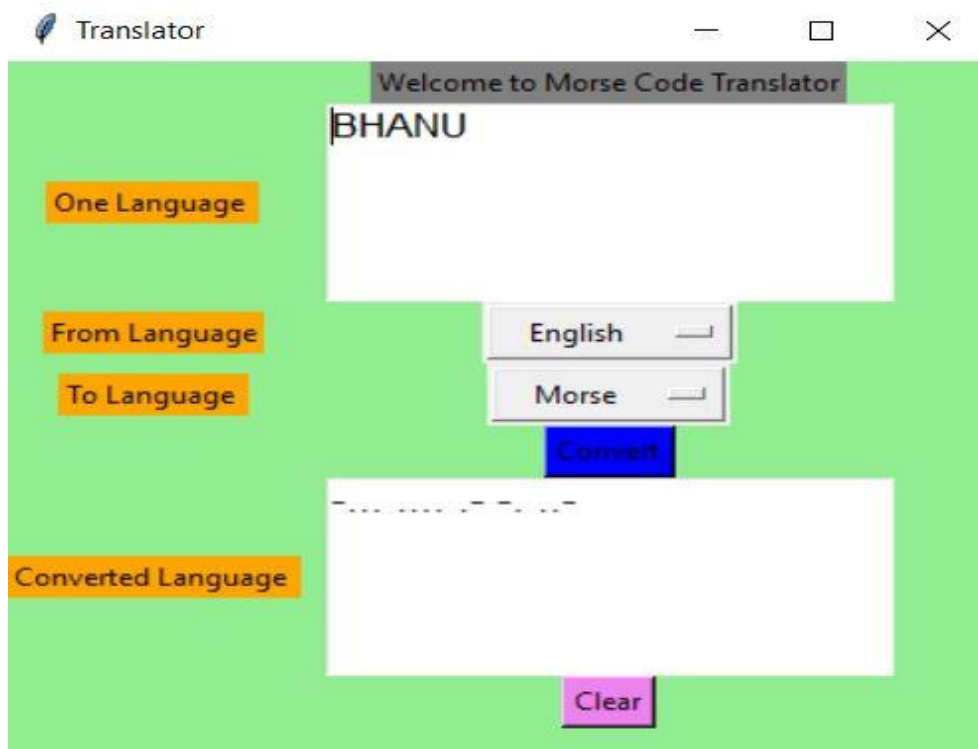 Translator
Welcome to Morse Code Translator
BHANU
One Language
From Language
English
To Language
Morse
Convert
-... .... .- -. ..-
Converted Language
Clear